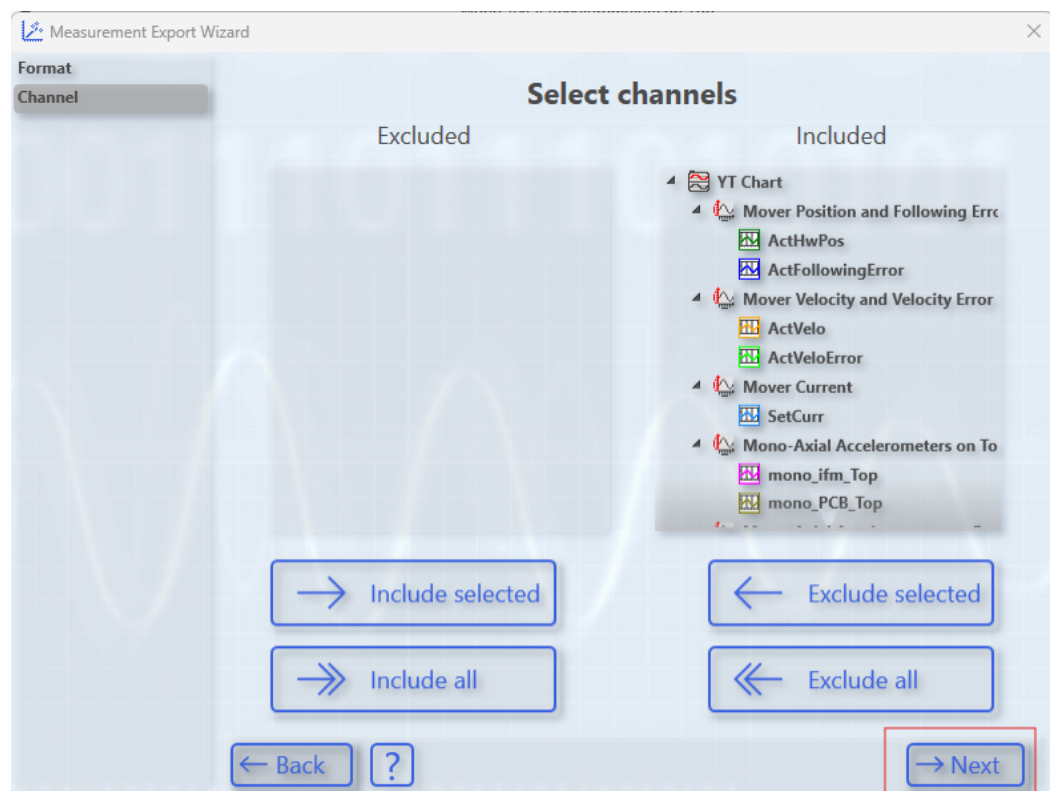 Measurement Export Wizard
Format
Channel
Select channels
Excluded
Included
YT Chart
Mover Position and Following Erro
ActHwPos
ActFollowingError
Mover Velocity and Velocity Error
ActVelo
ActVeloError
Mover Current
SetCurr
Mono-Axial Accelerometers on To
mono_ifm_Top
mono_PCB_Top
Include selected
Exclude selected
Include all
Exclude all
Back
?
Next